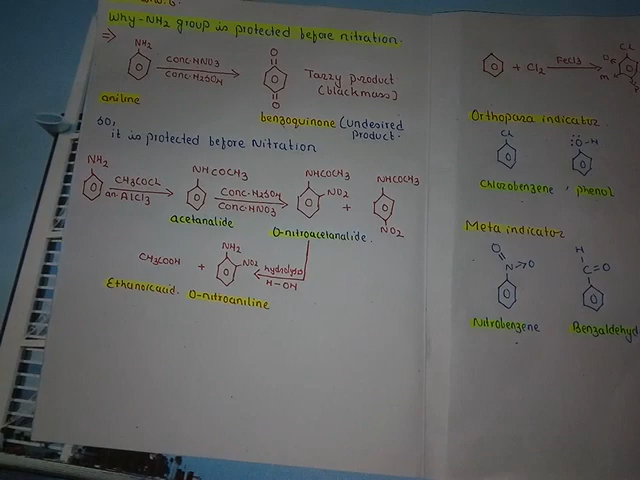 Why -NH2 group is protected before nitration.
⇒
NH2
Conc·HNO3
Conc·H2SO4
O
O
Tarry product
(blackmass)
aniline
benzoquinone (undesired
product.
so,
it is protected before Nitration
NH2
CH3COCl
an·AlCl3
NHCOCH3
Conc·H2SO4
Conc·HNO3
NHCOCH3
NO2
+
NHCOCH3
NO2
acetanalide
O-nitroacetanalide.
CH3COOH
+
NH2
NO2
hydrolysis
H-OH
Ethanoicacid.
O-nitroaniline
+ Cl2
FeCl3
Cl
Orthopara indicator.
Cl
:Ö-H
Chlorobenzene , phenol
Meta indicator
O
N→O
H
C=O
Nitrobenzene
Benzaldehyd